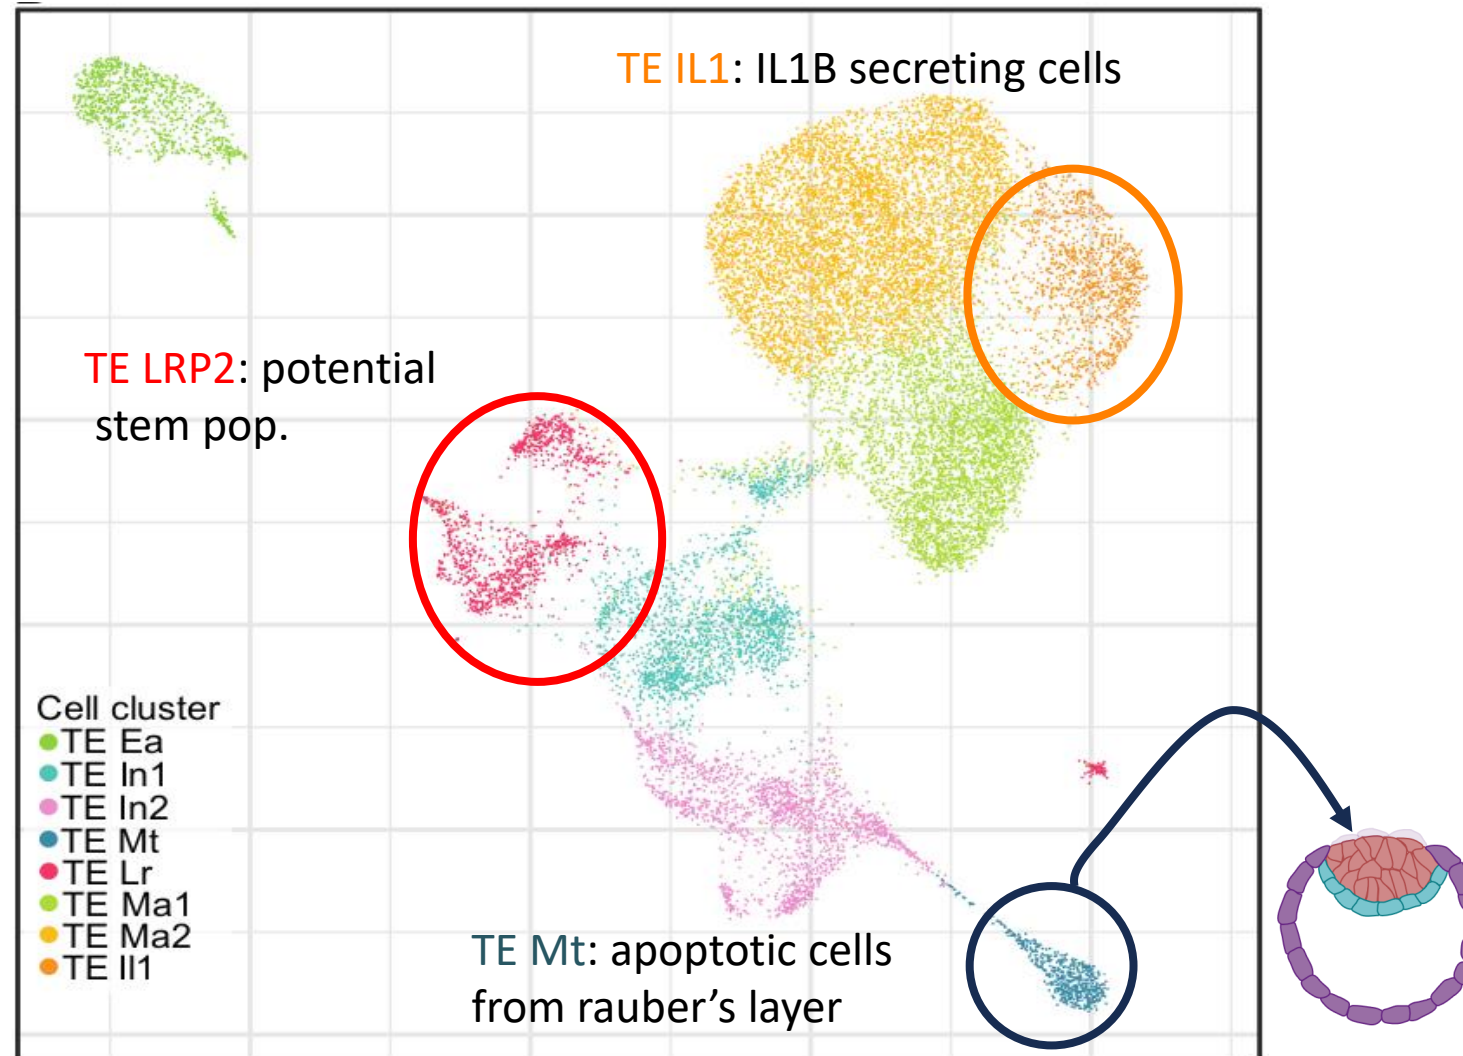 TE IL1: IL1B secreting cells
TE LRP2: potential
stem pop.
Cell cluster
TE Ea
TE In1
TE In2
TE Mt
TE Lr
TE Ma1
TE Ma2
TE Il1
TE Mt: apoptotic cells
from rauber’s layer